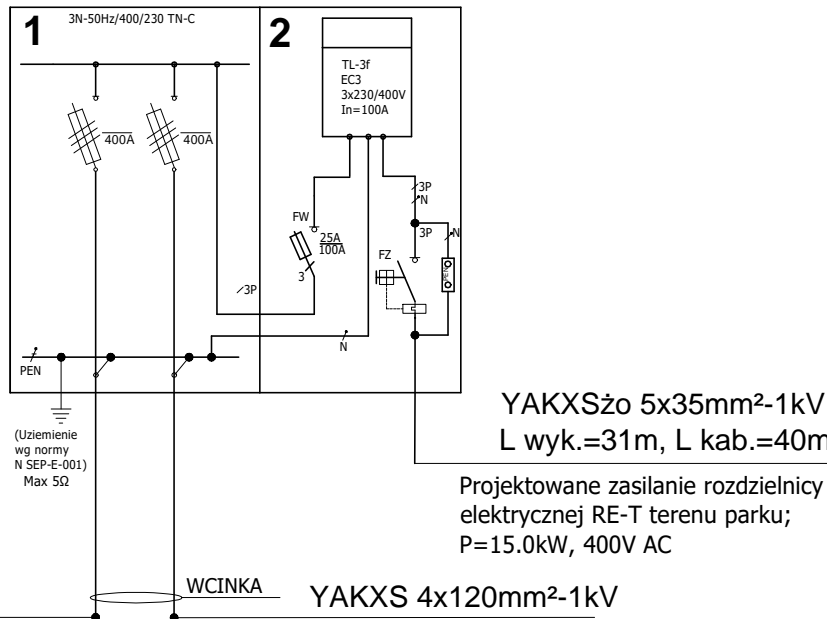 1
3N-50Hz/400/230 TN-C
2
TL-3f
EC3
3x230/400V
In=100A
400A
400A
3P
N
FW
25A
100A
3
3P
N
FZ
PEN
3P
N
PEN
(Uziemienie
wg normy
N SEP-E-001)
Max 5Ω
YAKXSżo 5x35mm²-1kV
L wyk.=31m, L kab.=40m
Projektowane zasilanie rozdzielnicy
elektrycznej RE-T terenu parku;
P=15.0kW, 400V AC
WCINKA
YAKXS 4x120mm²-1kV